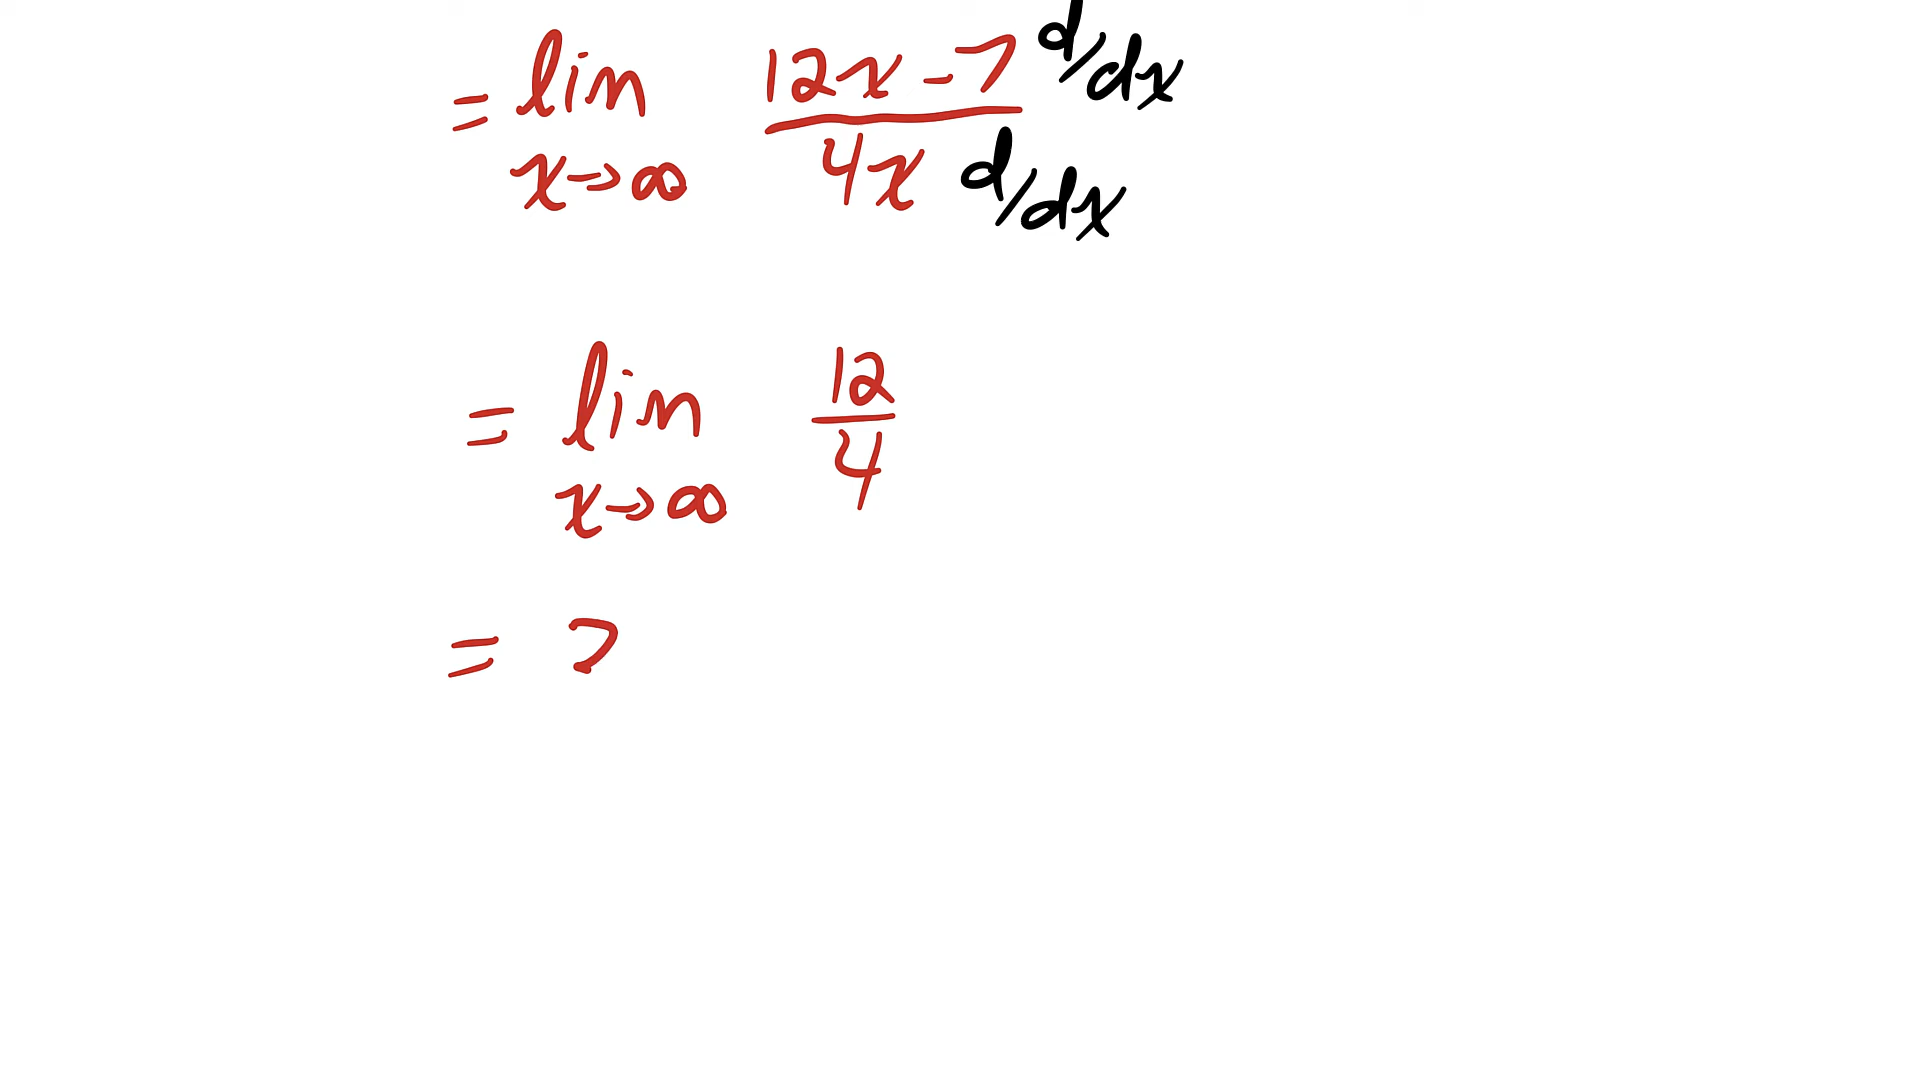 = lim x→∞ (12x - 7)/(4x) d/dx d/dx
= lim x→∞ 12/4
=